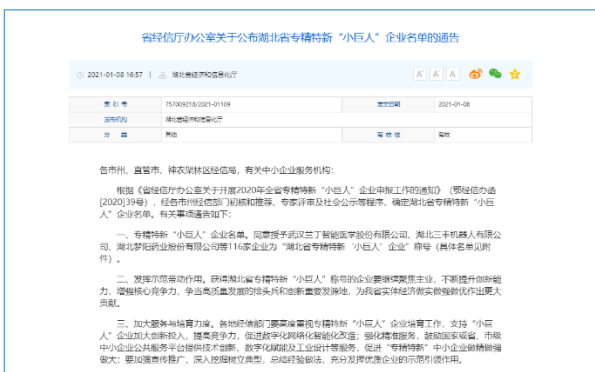 省经信厅办公室关于公布湖北省专精特新“小巨人”企业名单的通告
2021-01-08 16:57 | 湖北省经济和信息化厅 A+ A A-
索 引 号 757009218/2021-01109 发文日期 2021-01-08
发布机构 湖北省经济和信息化厅
分 类 其他 有 效 性 有效
各市州、直管市、神农架林区经信局，有关中小企业服务机构：
根据《省经信厅办公室关于开展2020年全省专精特新“小巨人”企业申报工作的通知》（鄂经信办函
[2020]39号），经各市州经信部门初核和推荐、专家评审及社会公示等程序，确定湖北省专精特新“小巨
人”企业名单。有关事项通告如下：
一、专精特新“小巨人”企业名单。同意授予武汉兰丁智能医学股份有限公司、湖北三丰机器人有限公
司、湖北梦阳药业股份有限公司等116家企业为“湖北省专精特新‘小巨人’企业”称号（具体名单见附
件）。
二、发挥示范带动作用。获得湖北省专精特新“小巨人”称号的企业要继续聚焦主业，不断提升创新能
力，增强核心竞争力，争当高质量发展的排头兵和创新重要发源地，为我省实体经济做实做强做优作出更大
贡献。
三、加大服务与培育力度。各地经信部门要高度重视专精特新“小巨人”企业培育工作，支持“小巨
人”企业加大创新投入，提高竞争力，促进数字化网络化智能化改造；强化精准服务，鼓励国家或省、市级
中小企业公共服务平台提供技术创新、数字化赋能及工业设计等服务，促进“专精特新”中小企业做精做强
做大；要加强宣传推广，深入挖掘树立典型，总结经验做法，充分发挥优质企业的示范引领作用。